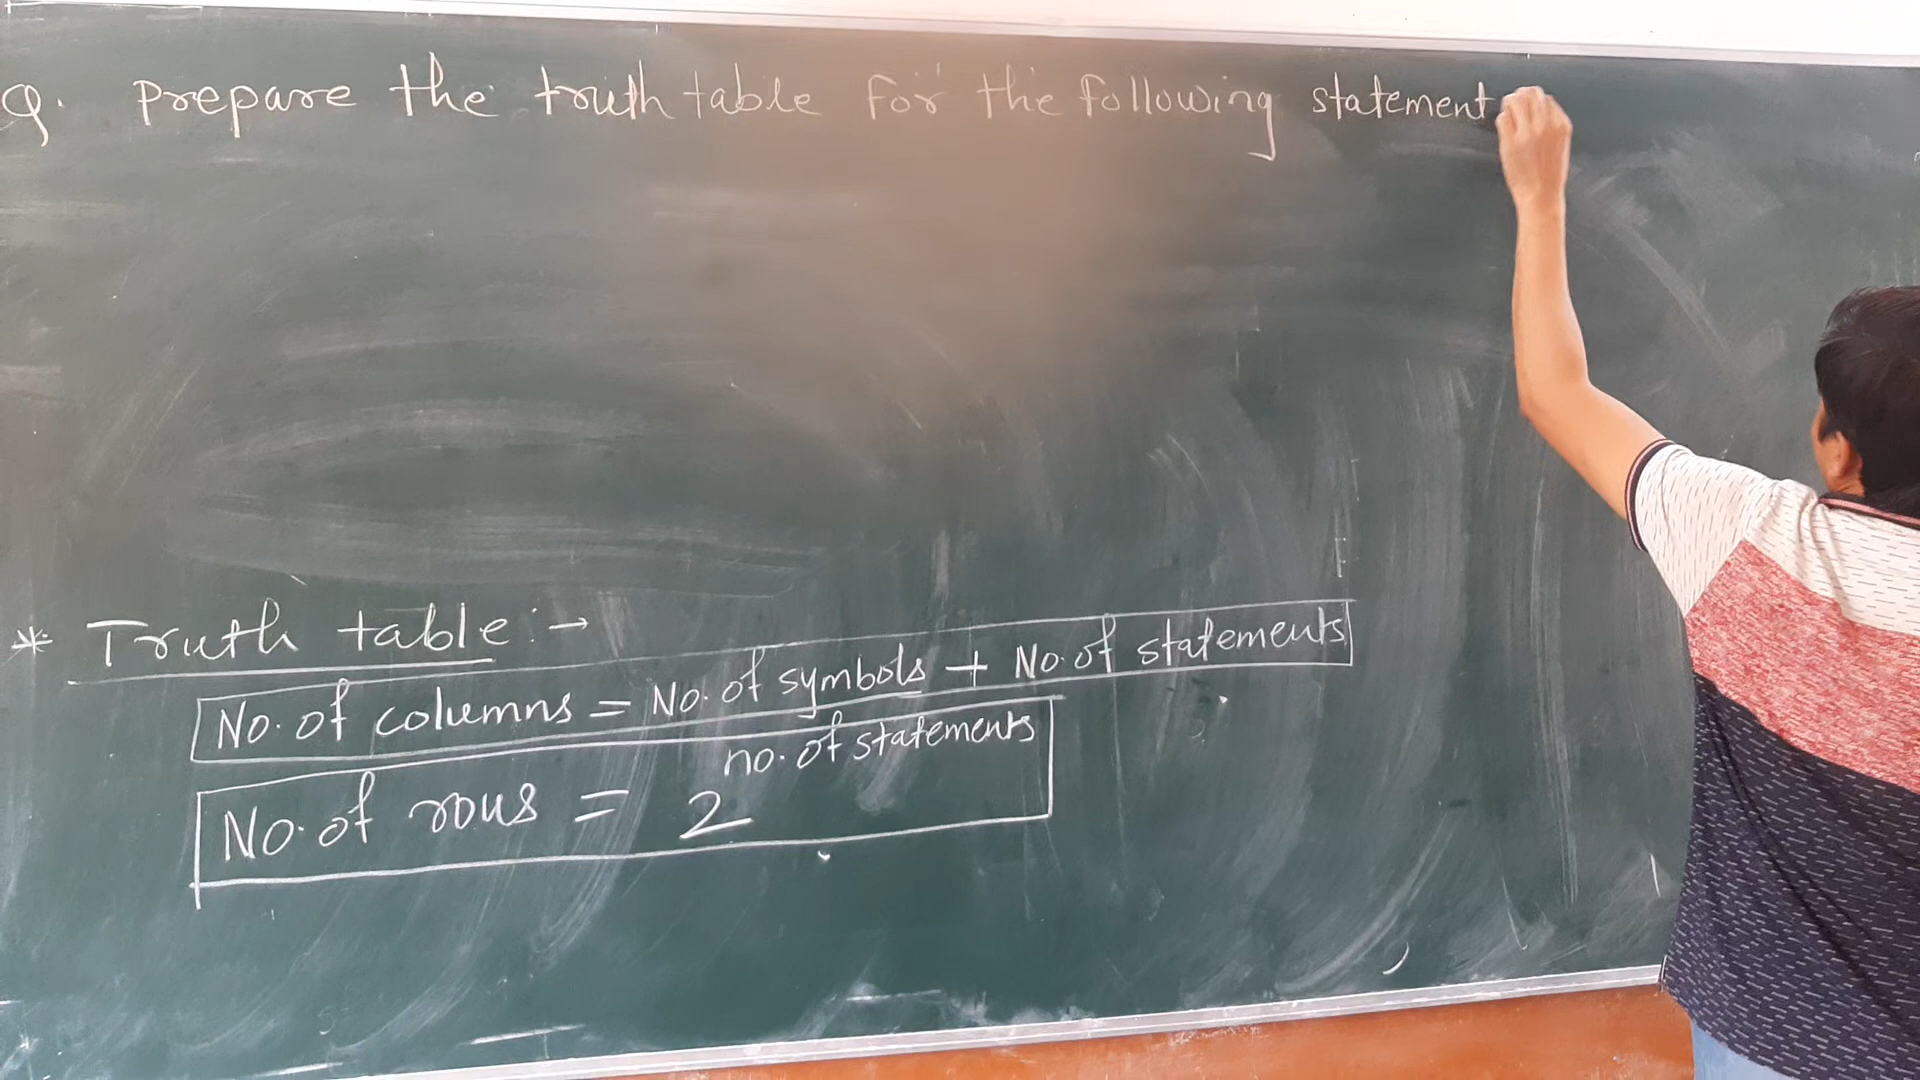 Q. Prepare the truth table for the following statement
* Truth table :→
No. of columns = No. of symbols + No. of statements
No. of rows = 2 no. of statements